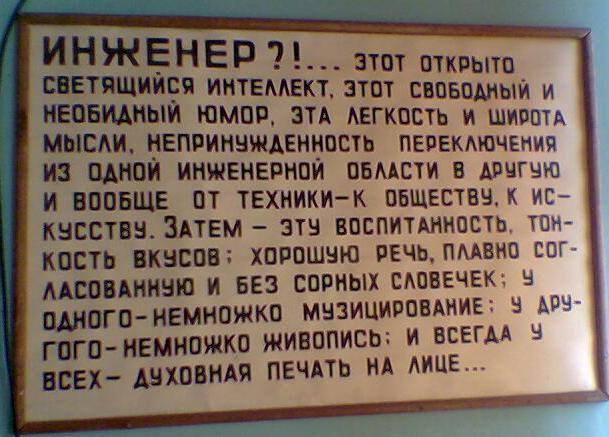 ИНЖЕНЕР?!... ЭТОТ ОТКРЫТО
СВЕТЯЩИЙСЯ ИНТЕЛЛЕКТ, ЭТОТ СВОБОДНЫЙ И
НЕОБИДНЫЙ ЮМОР, ЭТА ЛЕГКОСТЬ И ШИРОТА
МЫСЛИ, НЕПРИНУЖДЕННОСТЬ ПЕРЕКЛЮЧЕНИЯ
ИЗ ОДНОЙ ИНЖЕНЕРНОЙ ОБЛАСТИ В ДРУГУЮ
И ВООБЩЕ ОТ ТЕХНИКИ-К ОБЩЕСТВУ, К ИС-
КУССТВУ. ЗАТЕМ - ЭТУ ВОСПИТАННОСТЬ, ТОН-
КОСТЬ ВКУСОВ; ХОРОШУЮ РЕЧЬ, ПЛАВНО СОГ-
ЛАСОВАННУЮ И БЕЗ СОРНЫХ СЛОВЕЧЕК; У
ОДНОГО-НЕМНОЖКО МУЗИЦИРОВАНИЕ; У ДРУ-
ГОГО-НЕМНОЖКО ЖИВОПИСЬ; И ВСЕГДА У
ВСЕХ- ДУХОВНАЯ ПЕЧАТЬ НА ЛИЦЕ...